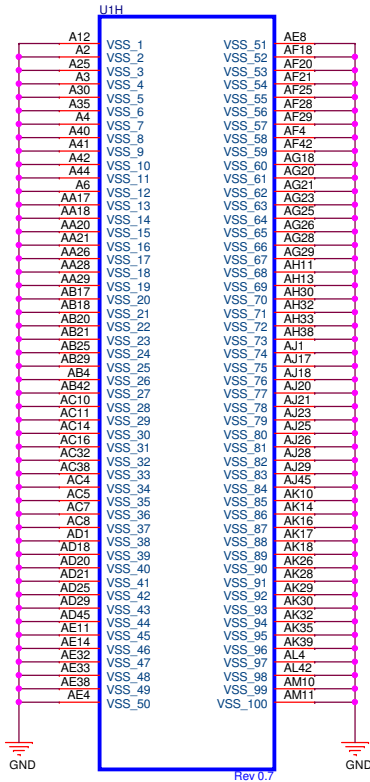 U1H
A12 VSS_1 VSS_51 AE8
A2 VSS_2 VSS_52 AF18
A25 VSS_3 VSS_53 AF20
A3 VSS_4 VSS_54 AF21
A30 VSS_5 VSS_55 AF25
A35 VSS_6 VSS_56 AF28
A4 VSS_7 VSS_57 AF29
A40 VSS_8 VSS_58 AF4
A41 VSS_9 VSS_59 AF42
A42 VSS_10 VSS_60 AG18
A44 VSS_11 VSS_61 AG20
A6 VSS_12 VSS_62 AG21
AA17 VSS_13 VSS_63 AG23
AA18 VSS_14 VSS_64 AG25
AA20 VSS_15 VSS_65 AG26
AA21 VSS_16 VSS_66 AG28
AA26 VSS_17 VSS_67 AG29
AA28 VSS_18 VSS_68 AH11
AA29 VSS_19 VSS_69 AH13
AB17 VSS_20 VSS_70 AH30
AB18 VSS_21 VSS_71 AH32
AB20 VSS_22 VSS_72 AH33
AB21 VSS_23 VSS_73 AH38
AB25 VSS_24 VSS_74 AJ1
AB29 VSS_25 VSS_75 AJ17
AB4 VSS_26 VSS_76 AJ18
AB42 VSS_27 VSS_77 AJ20
AC10 VSS_28 VSS_78 AJ21
AC11 VSS_29 VSS_79 AJ23
AC14 VSS_30 VSS_80 AJ25
AC16 VSS_31 VSS_81 AJ26
AC32 VSS_32 VSS_82 AJ28
AC38 VSS_33 VSS_83 AJ29
AC4 VSS_34 VSS_84 AJ45
AC5 VSS_35 VSS_85 AK10
AC7 VSS_36 VSS_86 AK14
AC8 VSS_37 VSS_87 AK16
AD1 VSS_38 VSS_88 AK17
AD18 VSS_39 VSS_89 AK18
AD20 VSS_40 VSS_90 AK26
AD21 VSS_41 VSS_91 AK28
AD25 VSS_42 VSS_92 AK29
AD29 VSS_43 VSS_93 AK30
AD45 VSS_44 VSS_94 AK32
AE11 VSS_45 VSS_95 AK35
AE14 VSS_46 VSS_96 AK39
AE32 VSS_47 VSS_97 AL4
AE33 VSS_48 VSS_98 AL42
AE38 VSS_49 VSS_99 AM10
AE4 VSS_50 VSS_100 AM11
GND GND
Rev 0.7